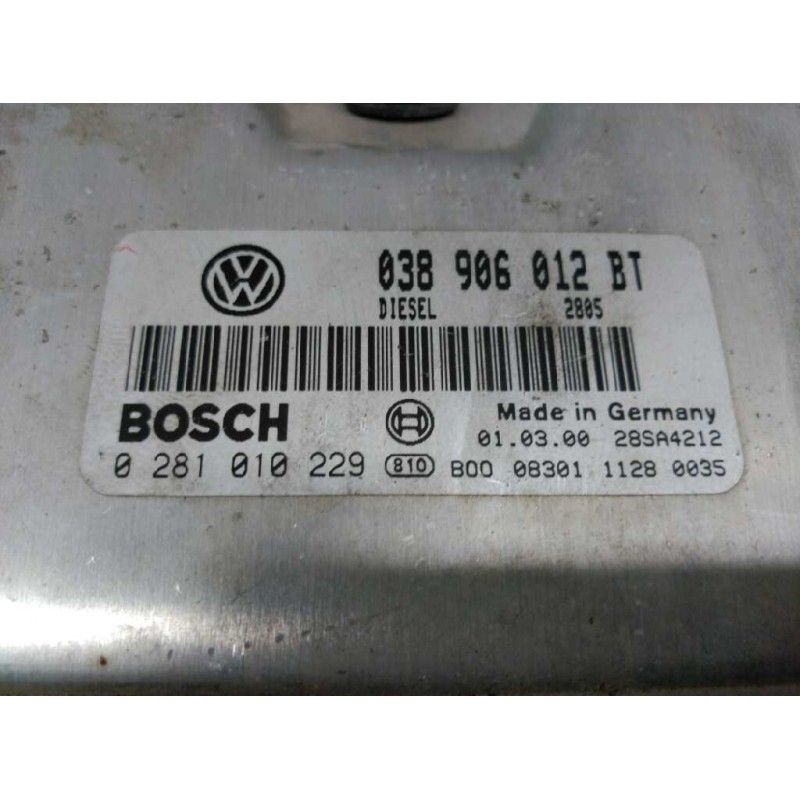 038 906 012 BT
DIESEL 2805
BOSCH
Made in Germany
01.03.00 28SA4212
0 281 010 229 810 B00 08301 1128 0035